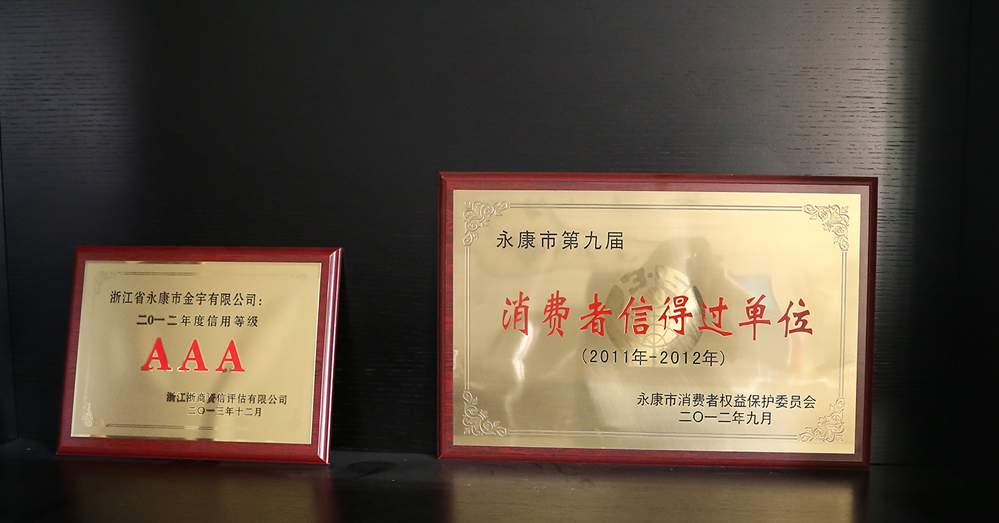 浙江省永康市金宇有限公司：
二0一二年度信用等级
AAA
浙江浙商资信评估有限公司
二〇一三年十二月
永康市第九届
消费者信得过单位
(2011年-2012年)
永康市消费者权益保护委员会
二〇一二年九月